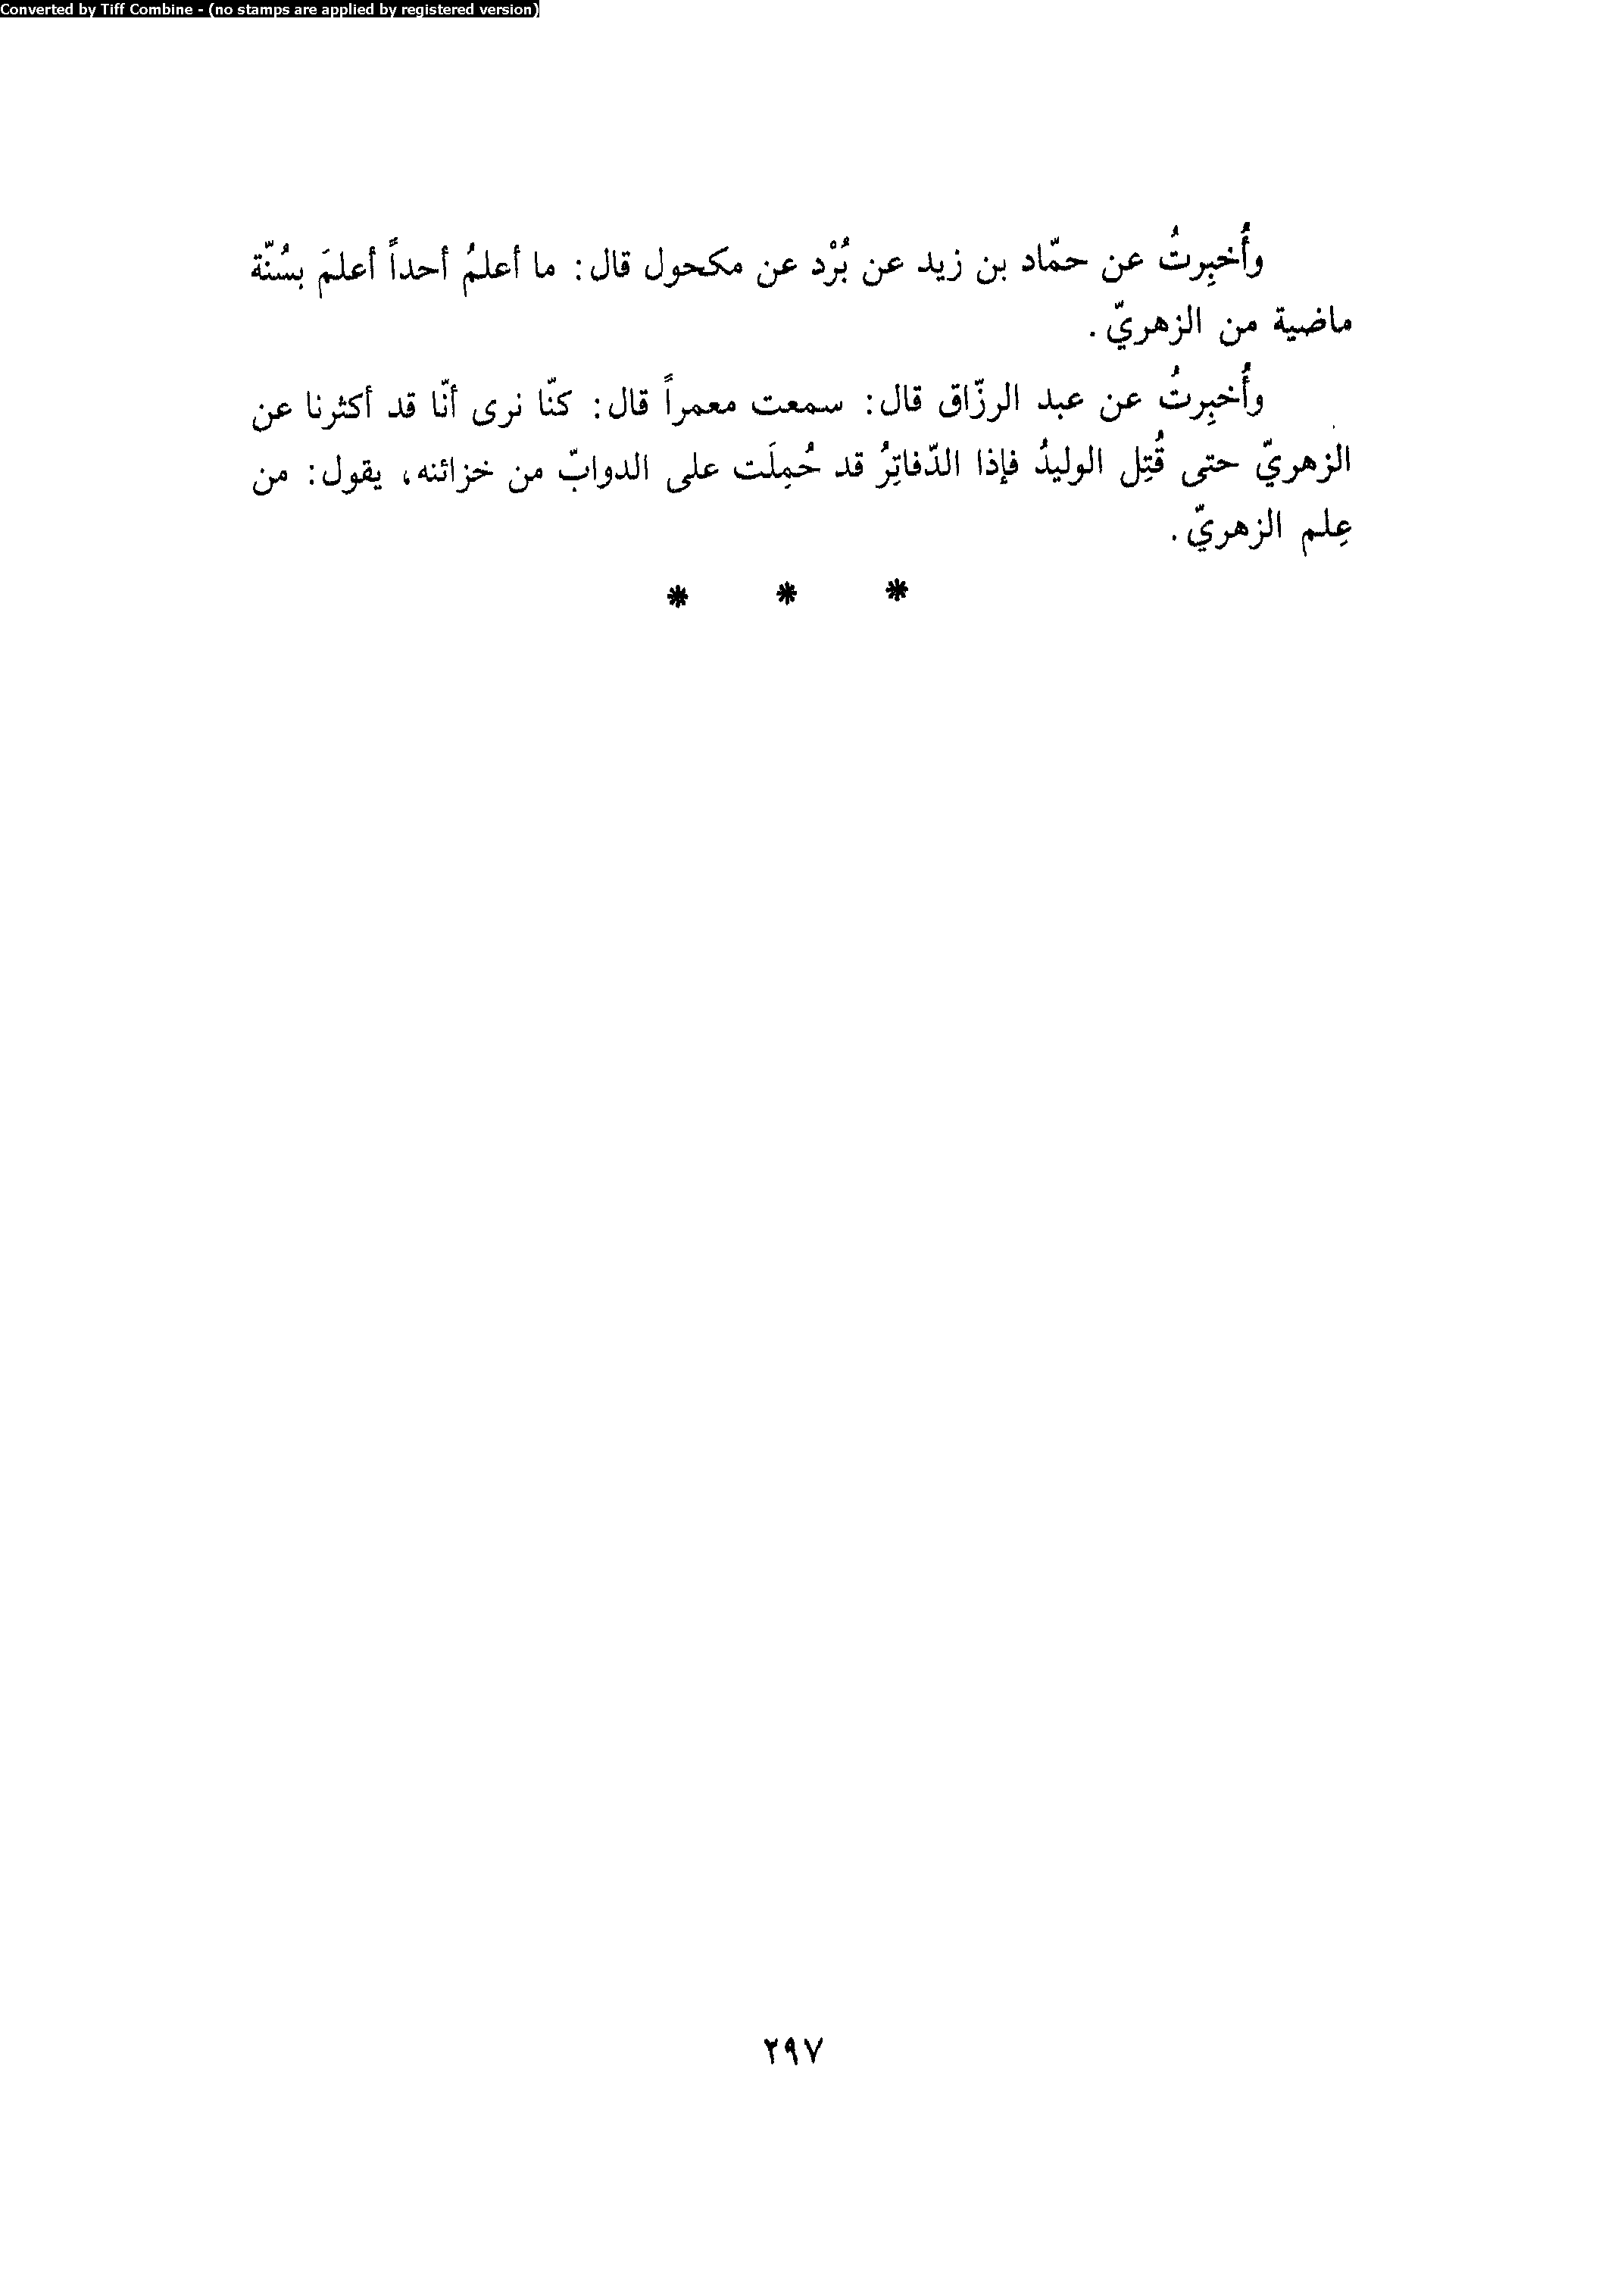 Converted by Tiff Combine - (no stamps are applied by registered version)
وأُخبِرتُ عن حمّاد بن زيد عن بُرْد عن مكحول قال: ما أعلمُ أحداً أعلمَ بسُنّة
ماضية من الزهريّ.
وأُخبِرتُ عن عبد الرزّاق قال: سمعت معمراً قال: كنّا نرى أنّا قد أكثرنا عن
الزهريّ حتى قُتِل الوليدُ فإذا الدّفاتِرُ قد حُمِلَت على الدوابّ من خزائنه، يقول: من
عِلم الزهريّ.
* * *
٢٩٧